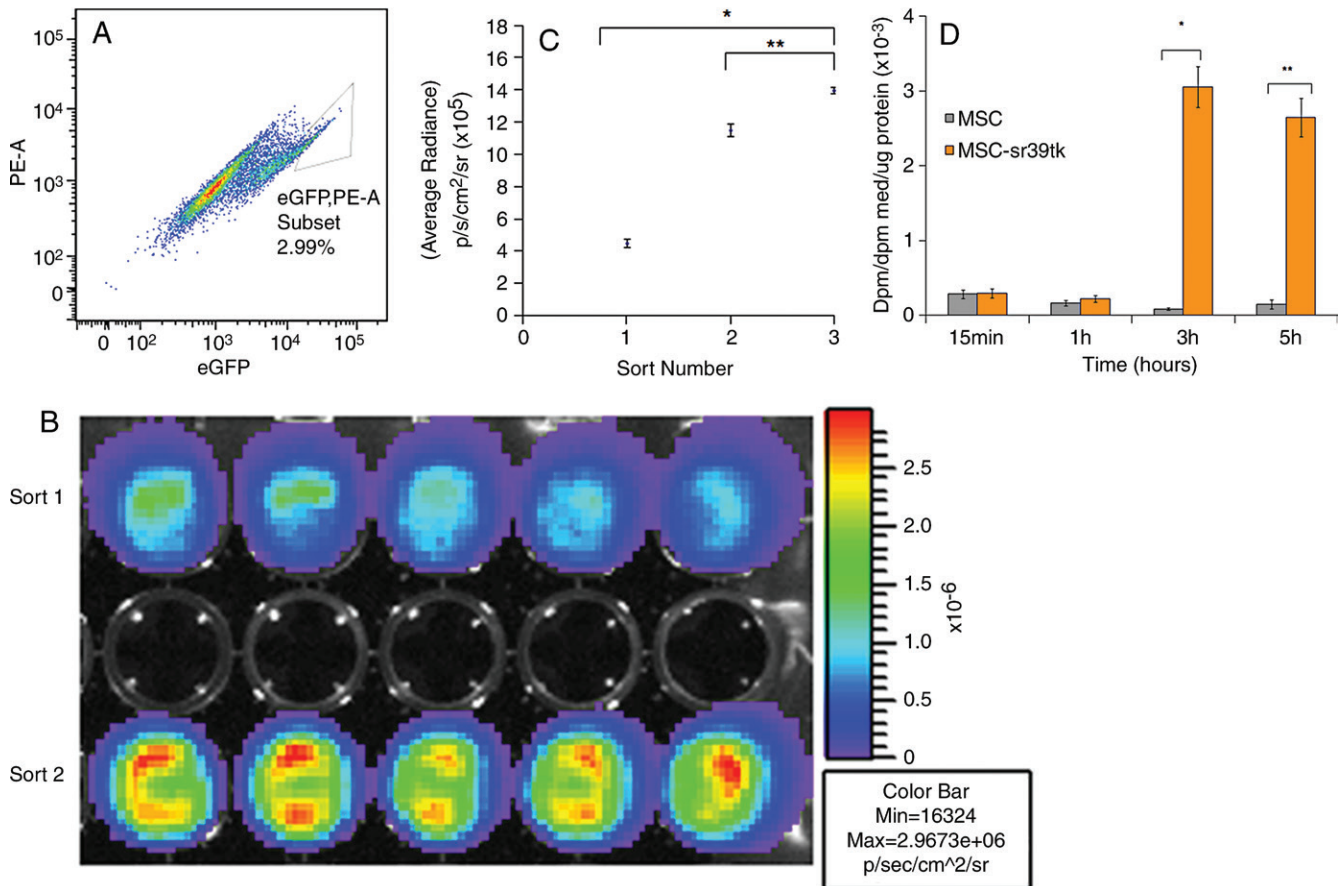 A
10⁵
10⁴
10³
10²
0
PE-A
eGFP,PE-A
Subset
2.99%
0 10² 10³ 10⁴ 10⁵
eGFP
C
*
**
18
16
14
12
10
8
6
4
2
0
(Average Radiance)
p/s/cm²/sr (x10⁵)
0 1 2 3
Sort Number
D
*
**
4
3
2
1
0
Dpm/dpm med/ug protein (x10⁻³)
MSC
MSC-sr39tk
15min 1h 3h 5h
Time (hours)
B
Sort 1
Sort 2
2.5
2.0
1.5
1.0
0.5
0
x10⁻⁶
Color Bar
Min=16324
Max=2.9673e+06
p/sec/cm^2/sr